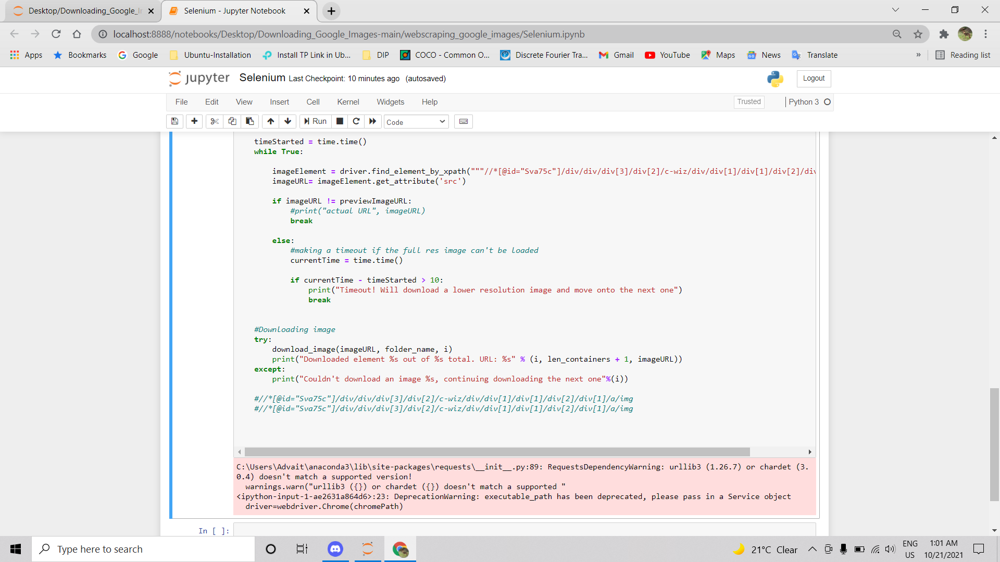 Desktop/Downloading_Google_Ir
Selenium - Jupyter Notebook
localhost:8888/notebooks/Desktop/Downloading_Google_Images-main/webscraping_google_images/Selenium.ipynb
Apps Bookmarks Google Ubuntu-Installation Install TP Link in Ub... DIP COCO - Common O... Discrete Fourier Tra... Gmail YouTube Maps News Translate » Reading list
jupyter Selenium Last Checkpoint: 10 minutes ago (autosaved) Logout
File Edit View Insert Cell Kernel Widgets Help Trusted Python 3
Run Code
timeStarted = time.time()
while True:
imageElement = driver.find_element_by_xpath("""//*[@id="Sva75c"]/div/div/div[3]/div[2]/c-wiz/div/div[1]/div[1]/div[2]/div
imageURL= imageElement.get_attribute('src')
if imageURL != previewImageURL:
#print("actual URL", imageURL)
break
else:
#making a timeout if the full res image can't be loaded
currentTime = time.time()
if currentTime - timeStarted > 10:
print("Timeout! Will download a lower resolution image and move onto the next one")
break
#Downloading image
try:
download_image(imageURL, folder_name, i)
print("Downloaded element %s out of %s total. URL: %s" % (i, len_containers + 1, imageURL))
except:
print("Couldn't download an image %s, continuing downloading the next one"%(i))
#//*[@id="Sva75c"]/div/div/div[3]/div[2]/c-wiz/div/div[1]/div[1]/div[2]/div[1]/a/img
#//*[@id="Sva75c"]/div/div/div[3]/div[2]/c-wiz/div/div[1]/div[1]/div[2]/div[1]/a/img
C:\Users\Advait\anaconda3\lib\site-packages\requests\__init__.py:89: RequestsDependencyWarning: urllib3 (1.26.7) or chardet (3.
0.4) doesn't match a supported version!
warnings.warn("urllib3 ({}) or chardet ({}) doesn't match a supported "
<ipython-input-1-ae2631a864d6>:23: DeprecationWarning: executable_path has been deprecated, please pass in a Service object
driver=webdriver.Chrome(chromePath)
In [ ]:
Type here to search
21°C Clear
ENG
US
1:01 AM
10/21/2021